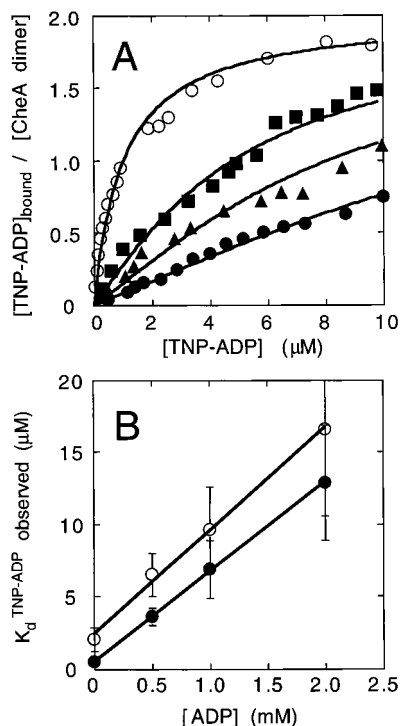 A
[TNP-ADP]bound / [CheA dimer]
2.0
1.5
1.0
0.5
0
0 2 4 6 8 10
[TNP-ADP] (μM)
B
Kd TNP-ADP observed (μM)
20
15
10
5
0
0.0 0.5 1.0 1.5 2.0
[ADP] (mM)